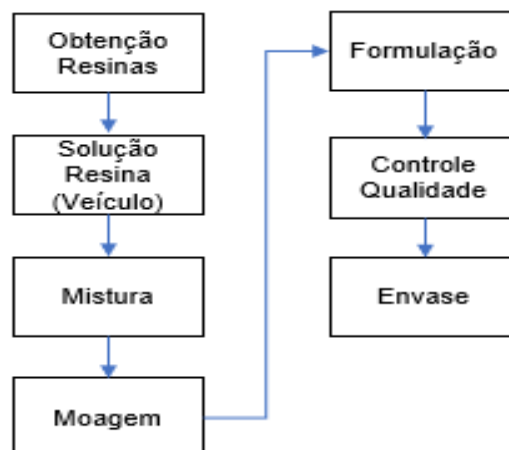 Obtenção
Resinas
Solução
Resina
(Veículo)
Mistura
Moagem
Formulação
Controle
Qualidade
Envase